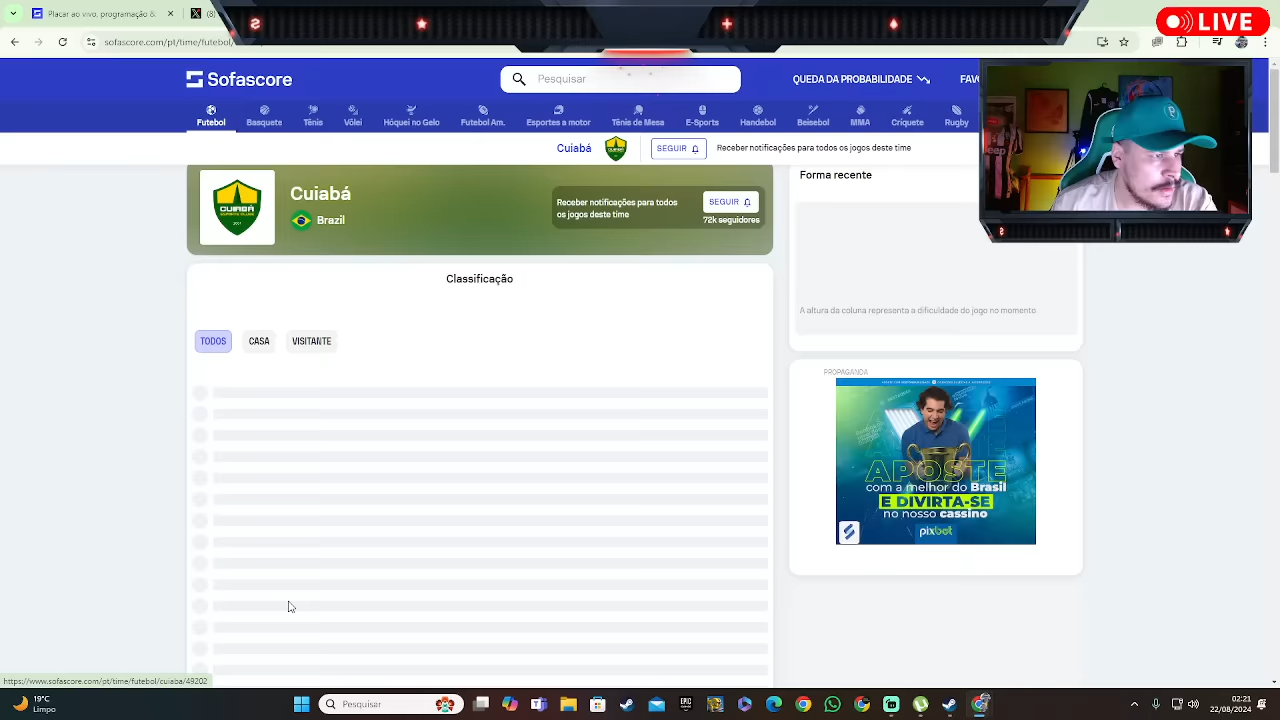 Placar ao vivo, programação &
LIVE
sofascore.com/pt/time/futebol/
Sofascore
Pesquisar
QUEDA DA PROBABILIDADE
FAV
Futebol
Basquete
Tênis
Vôlei
Hóquei no Gelo
Futebol Am.
Esportes a motor
Tênis de Mesa
E-Sports
Handebol
Beisebol
MMA
Críquete
Rugby
Cuiabá
SEGUIR
Receber notificações para todos os jogos deste time
CUIABÁ
Cuiabá
Brazil
Receber notificações para todos
os jogos deste time
SEGUIR
72k seguidores
Forma recente
A altura da coluna representa a dificuldade do jogo no momento
Classificação
TODOS
CASA
VISITANTE
PROPAGANDA
APOSTE
com a melhor do Brasil
E DIVIRTA-SE
no nosso cassino
pixbet
https://www.sofascore.com/pt/time/futebol/cuiaba/49202
19°C
Limpo
Pesquisar
EPIC
02:21
22/08/2024